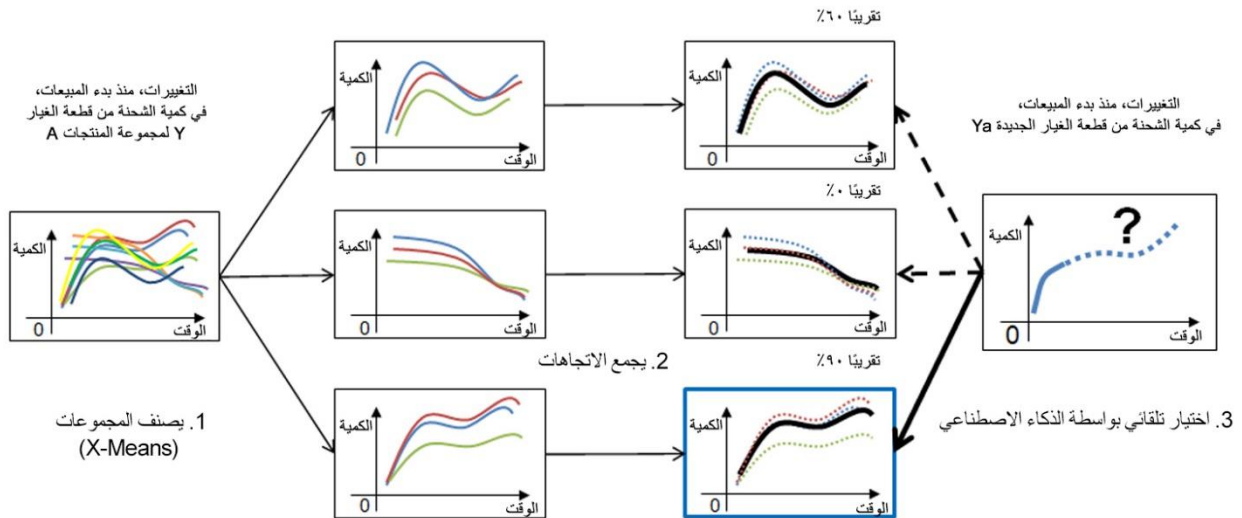 التغييرات، منذ بدء المبيعات،
في كمية الشحنة من قطعة الغيار
Y لمجموعة المنتجات A
الكمية
0
الوقت
1. يصنف المجموعات
(X-Means)
الكمية
0
الوقت
الكمية
0
الوقت
2. يجمع الاتجاهات
الكمية
0
الوقت
تقريبًا ٦٠٪
الكمية
0
الوقت
تقريبًا ٠٪
الكمية
0
الوقت
تقريبًا ٩٠٪
الكمية
0
الوقت
التغييرات، منذ بدء المبيعات،
في كمية الشحنة من قطعة الغيار الجديدة Ya
الكمية
?
0
الوقت
3. اختيار تلقائي بواسطة الذكاء الاصطناعي